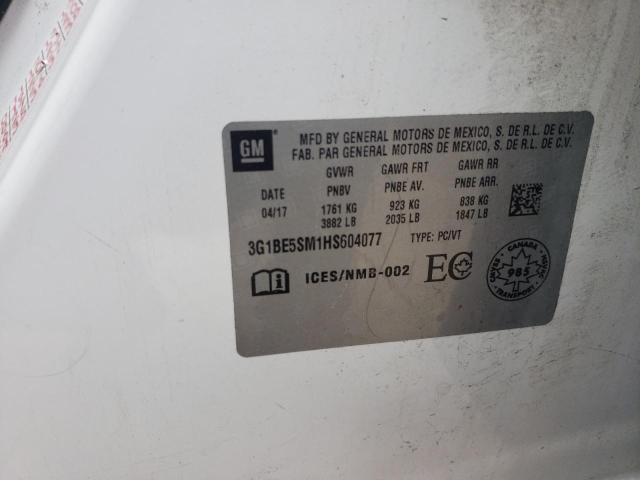 GM
MFD BY GENERAL MOTORS DE MEXICO, S. DE R.L. DE C.V.
FAB. PAR GENERAL MOTORS DE MEXICO, S. DE R.L. DE C.V.
GVWR GAWR FRT GAWR RR
DATE PNBV PNBE AV. PNBE ARR.
04/17 1761 KG 923 KG 838 KG
3882 LB 2035 LB 1847 LB
3G1BE5SM1HS604077 TYPE: PC/VT
ICES/NMB-002 EC
CANADA
985
TRANSPORT